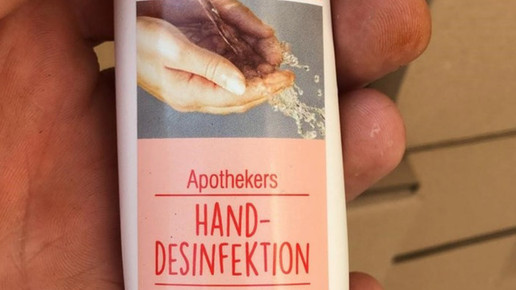 Apothekers
HAND-
DESINFEKTION